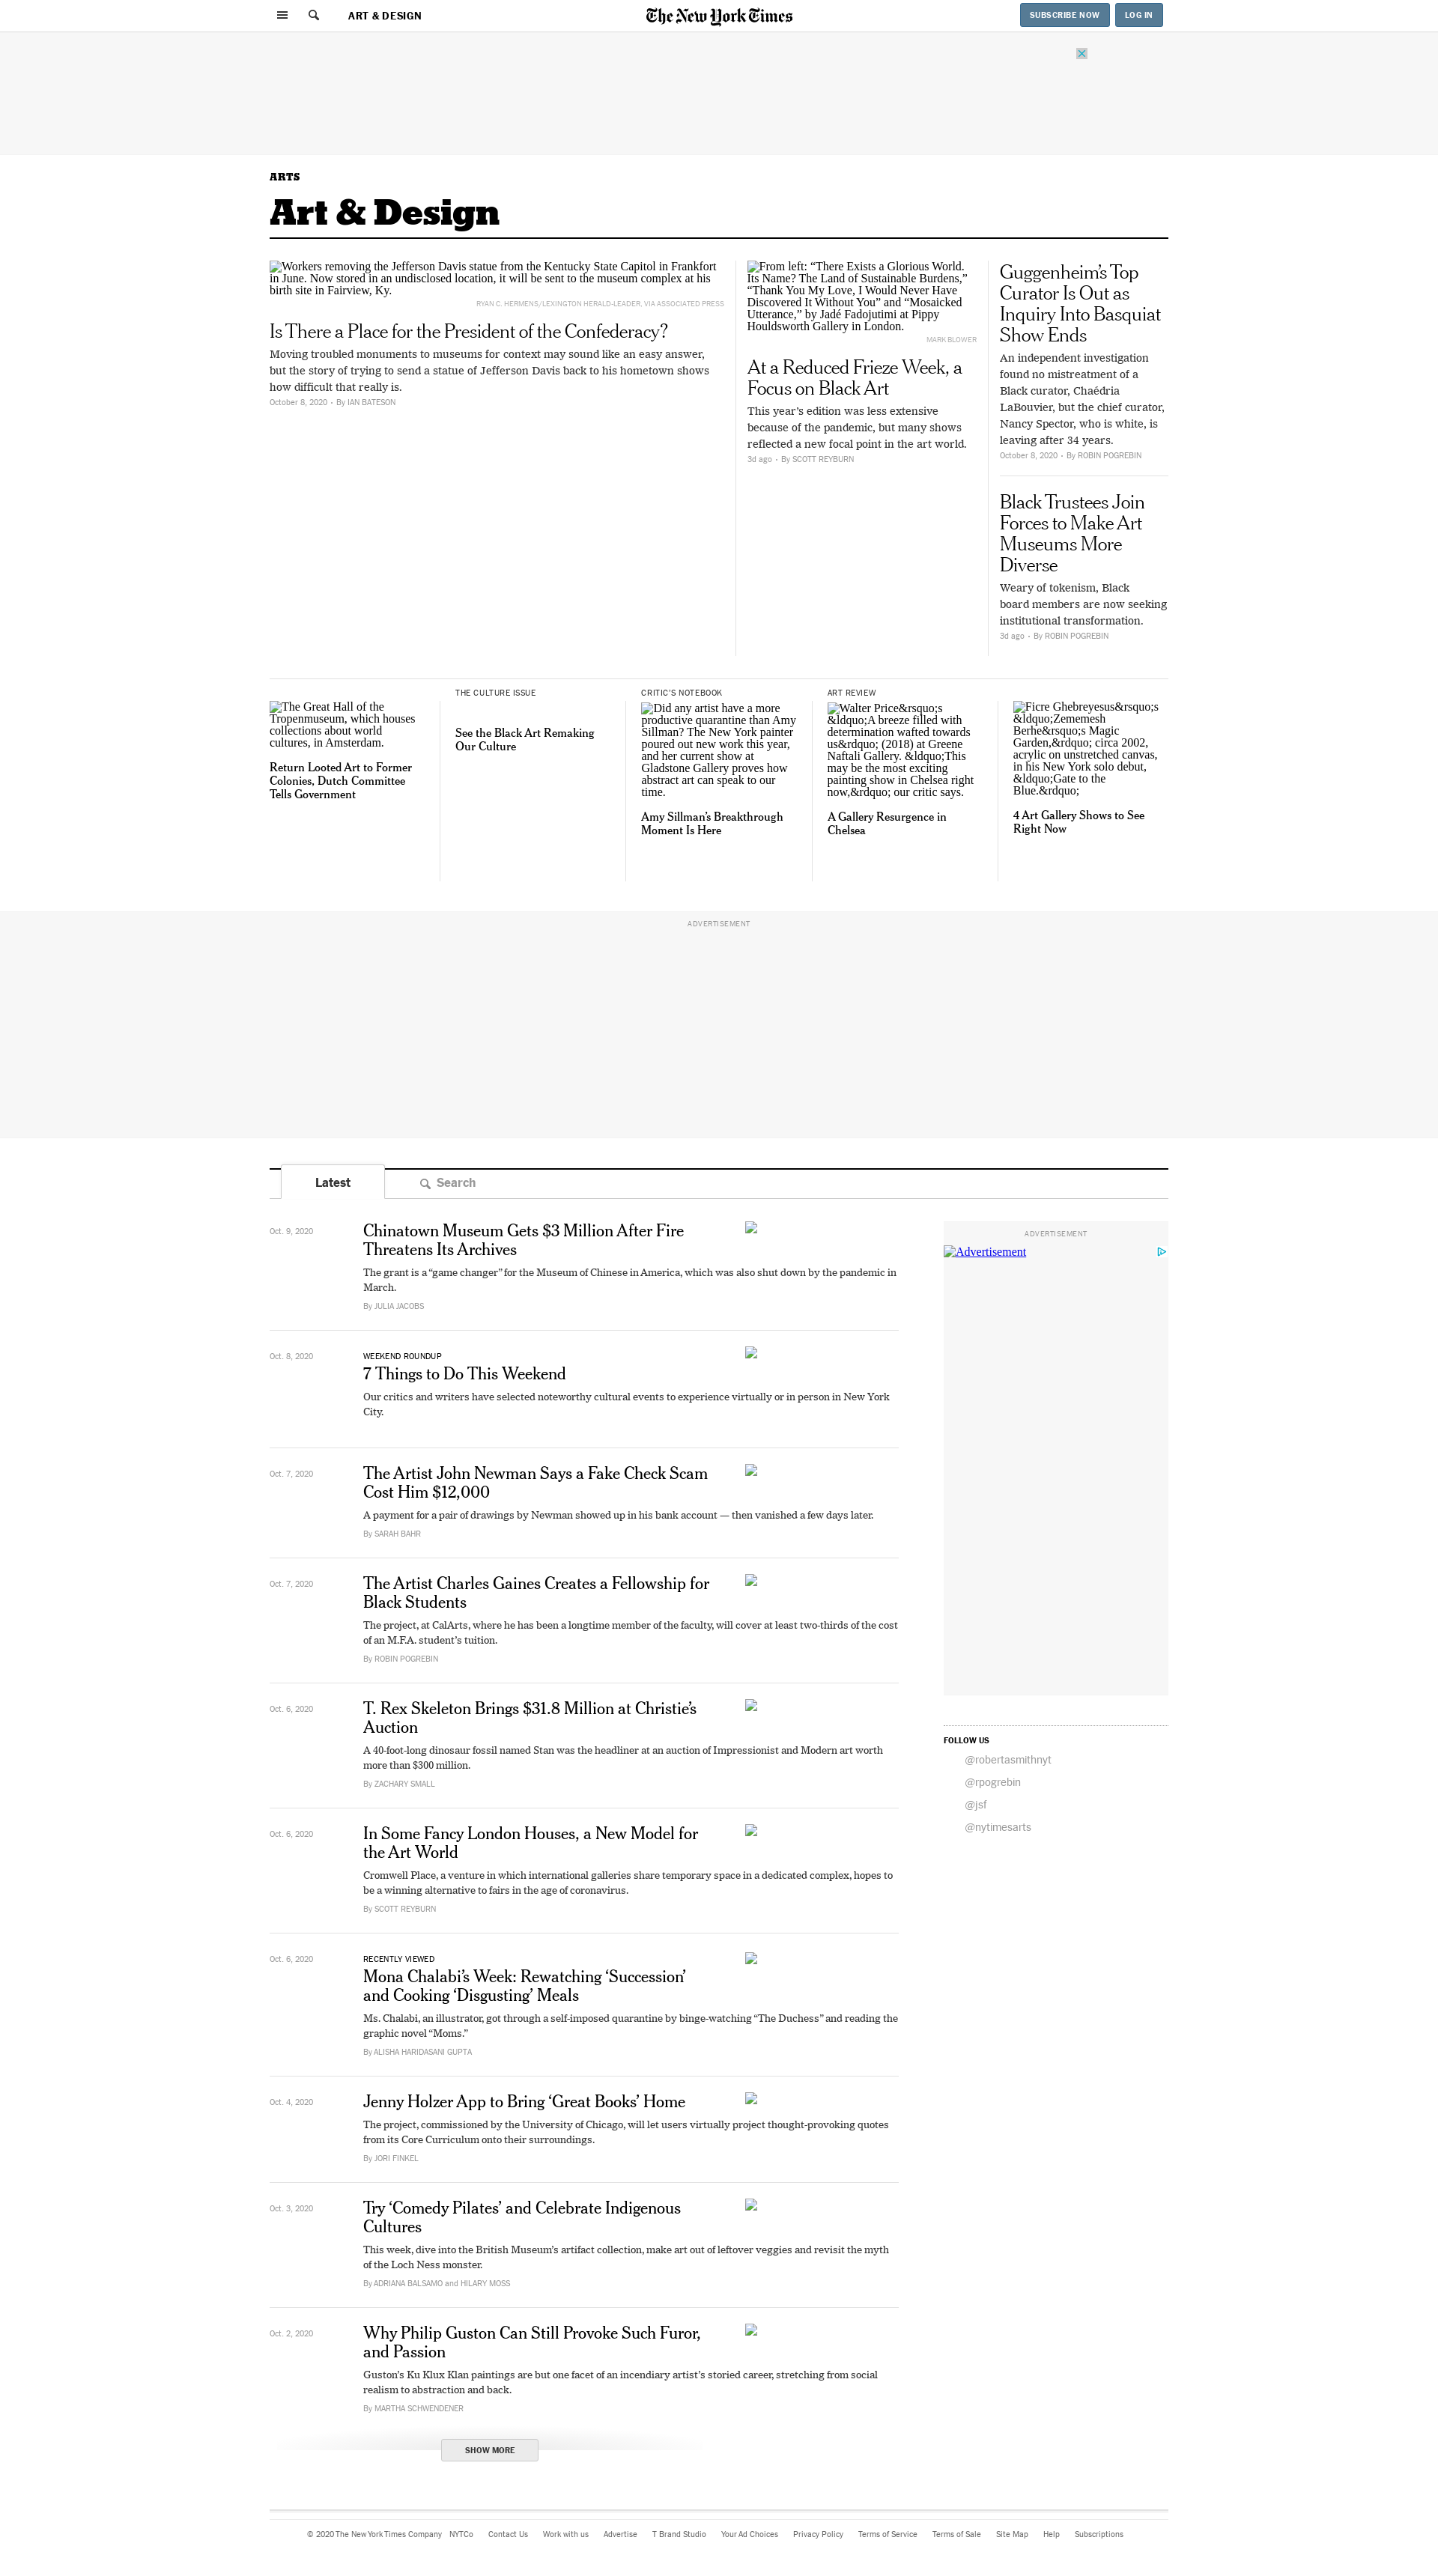 ART & DESIGN
The New York Times
SUBSCRIBE NOW
LOG IN
ARTS
Art & Design
Workers removing the Jefferson Davis statue from the Kentucky State Capitol in Frankfort
in June. Now stored in an undisclosed location, it will be sent to the museum complex at his
birth site in Fairview, Ky.
RYAN C. HERMENS/LEXINGTON HERALD-LEADER, VIA ASSOCIATED PRESS
Is There a Place for the President of the Confederacy?
Moving troubled monuments to museums for context may sound like an easy answer,
but the story of trying to send a statue of Jefferson Davis back to his hometown shows
how difficult that really is.
October 8, 2020 • By IAN BATESON
From left: “There Exists a Glorious World.
Its Name? The Land of Sustainable Burdens,”
“Thank You My Love, I Would Never Have
Discovered It Without You” and “Mosaicked
Utterance,” by Jadé Fadojutimi at Pippy
Houldsworth Gallery in London.
MARK BLOWER
At a Reduced Frieze Week, a
Focus on Black Art
This year’s edition was less extensive
because of the pandemic, but many shows
reflected a new focal point in the art world.
3d ago • By SCOTT REYBURN
Guggenheim’s Top
Curator Is Out as
Inquiry Into Basquiat
Show Ends
An independent investigation
found no mistreatment of a
Black curator, Chaédria
LaBouvier, but the chief curator,
Nancy Spector, who is white, is
leaving after 34 years.
October 8, 2020 • By ROBIN POGREBIN
Black Trustees Join
Forces to Make Art
Museums More
Diverse
Weary of tokenism, Black
board members are now seeking
institutional transformation.
3d ago • By ROBIN POGREBIN
The Great Hall of the
Tropenmuseum, which houses
collections about world
cultures, in Amsterdam.
Return Looted Art to Former
Colonies, Dutch Committee
Tells Government
THE CULTURE ISSUE
See the Black Art Remaking
Our Culture
CRITIC’S NOTEBOOK
Did any artist have a more
productive quarantine than Amy
Sillman? The New York painter
poured out new work this year,
and her current show at
Gladstone Gallery proves how
abstract art can speak to our
time.
Amy Sillman’s Breakthrough
Moment Is Here
ART REVIEW
Walter Price&rsquo;s
&ldquo;A breeze filled with
determination wafted towards
us&rdquo; (2018) at Greene
Naftali Gallery. &ldquo;This
may be the most exciting
painting show in Chelsea right
now,&rdquo; our critic says.
A Gallery Resurgence in
Chelsea
Ficre Ghebreyesus&rsquo;s
&ldquo;Zememesh
Berhe&rsquo;s Magic
Garden,&rdquo; circa 2002,
acrylic on unstretched canvas,
in his New York solo debut,
&ldquo;Gate to the
Blue.&rdquo;
4 Art Gallery Shows to See
Right Now
ADVERTISEMENT
Latest
Search
Oct. 9, 2020
Chinatown Museum Gets $3 Million After Fire
Threatens Its Archives
The grant is a “game changer” for the Museum of Chinese in America, which was also shut down by the pandemic in
March.
By JULIA JACOBS
Oct. 8, 2020
WEEKEND ROUNDUP
7 Things to Do This Weekend
Our critics and writers have selected noteworthy cultural events to experience virtually or in person in New York
City.
Oct. 7, 2020
The Artist John Newman Says a Fake Check Scam
Cost Him $12,000
A payment for a pair of drawings by Newman showed up in his bank account — then vanished a few days later.
By SARAH BAHR
Oct. 7, 2020
The Artist Charles Gaines Creates a Fellowship for
Black Students
The project, at CalArts, where he has been a longtime member of the faculty, will cover at least two-thirds of the cost
of an M.F.A. student’s tuition.
By ROBIN POGREBIN
Oct. 6, 2020
T. Rex Skeleton Brings $31.8 Million at Christie’s
Auction
A 40-foot-long dinosaur fossil named Stan was the headliner at an auction of Impressionist and Modern art worth
more than $300 million.
By ZACHARY SMALL
Oct. 6, 2020
In Some Fancy London Houses, a New Model for
the Art World
Cromwell Place, a venture in which international galleries share temporary space in a dedicated complex, hopes to
be a winning alternative to fairs in the age of coronavirus.
By SCOTT REYBURN
Oct. 6, 2020
RECENTLY VIEWED
Mona Chalabi’s Week: Rewatching ‘Succession’
and Cooking ‘Disgusting’ Meals
Ms. Chalabi, an illustrator, got through a self-imposed quarantine by binge-watching “The Duchess” and reading the
graphic novel “Moms.”
By ALISHA HARIDASANI GUPTA
Oct. 4, 2020
Jenny Holzer App to Bring ‘Great Books’ Home
The project, commissioned by the University of Chicago, will let users virtually project thought-provoking quotes
from its Core Curriculum onto their surroundings.
By JORI FINKEL
Oct. 3, 2020
Try ‘Comedy Pilates’ and Celebrate Indigenous
Cultures
This week, dive into the British Museum’s artifact collection, make art out of leftover veggies and revisit the myth
of the Loch Ness monster.
By ADRIANA BALSAMO and HILARY MOSS
Oct. 2, 2020
Why Philip Guston Can Still Provoke Such Furor,
and Passion
Guston’s Ku Klux Klan paintings are but one facet of an incendiary artist’s storied career, stretching from social
realism to abstraction and back.
By MARTHA SCHWENDENER
SHOW MORE
ADVERTISEMENT
Advertisement
FOLLOW US
@robertasmithnyt
@rpogrebin
@jsf
@nytimesarts
© 2020 The New York Times Company NYTCo Contact Us Work with us Advertise T Brand Studio Your Ad Choices Privacy Policy Terms of Service Terms of Sale Site Map Help Subscriptions